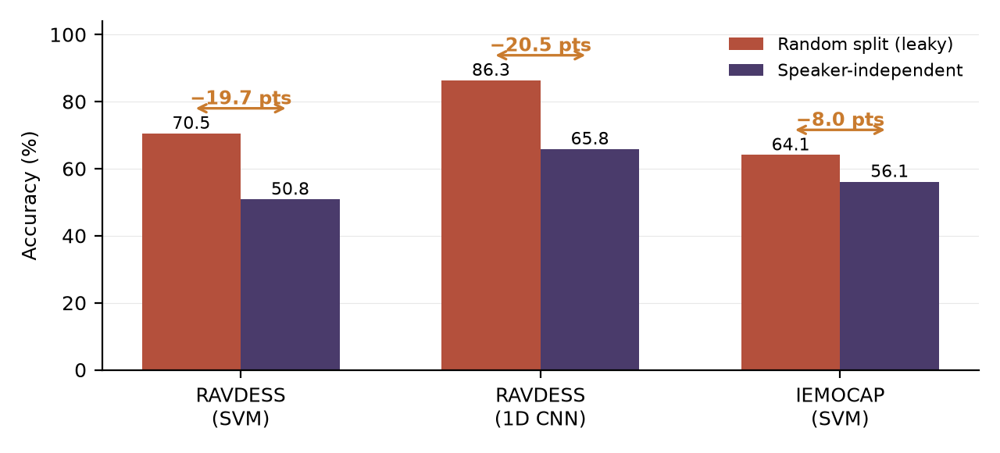 Accuracy (%)
100
80
60
40
20
0
−19.7 pts
70.5
50.8
−20.5 pts
86.3
65.8
−8.0 pts
64.1
56.1
Random split (leaky)
Speaker-independent
RAVDESS
(SVM)
RAVDESS
(1D CNN)
IEMOCAP
(SVM)